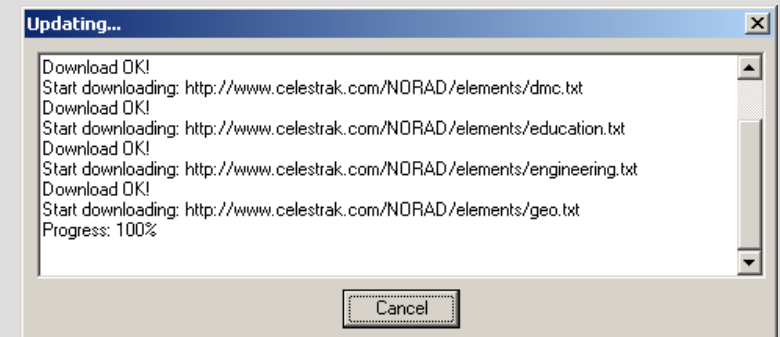 Updating...
Download OK!
Start downloading: http://www.celestrak.com/NORAD/elements/dmc.txt
Download OK!
Start downloading: http://www.celestrak.com/NORAD/elements/education.txt
Download OK!
Start downloading: http://www.celestrak.com/NORAD/elements/engineering.txt
Download OK!
Start downloading: http://www.celestrak.com/NORAD/elements/geo.txt
Progress: 100%
Cancel